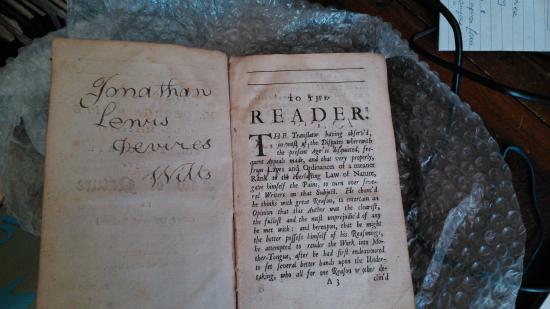 Jonathan
Lewis
Devizes
Wilts
To the
READER.
THE Translator having observ'd,
in most of the Disputes wherewith
the present Age is disquieted, fre-
quent Appeals made, and that very properly,
from Laws and Ordinances of a meaner
Rank to the everlasting Law of Nature,
gave himself the Pains, to turn over seve-
ral Writers on that Subject. He chanc'd
he thinks with great Reason, to entertain an
Opinion that this Author was the clearest,
the fullest and the most unprejudic'd of any
he met with: and hereupon, that he might
the better possess himself of his Reasonings,
he attempted to render the Work into Mo-
ther-Tongue, after he had first endeavoured
to set several better hands upon the Under-
taking, who all for one Reason or other de-
A 3 clin'd